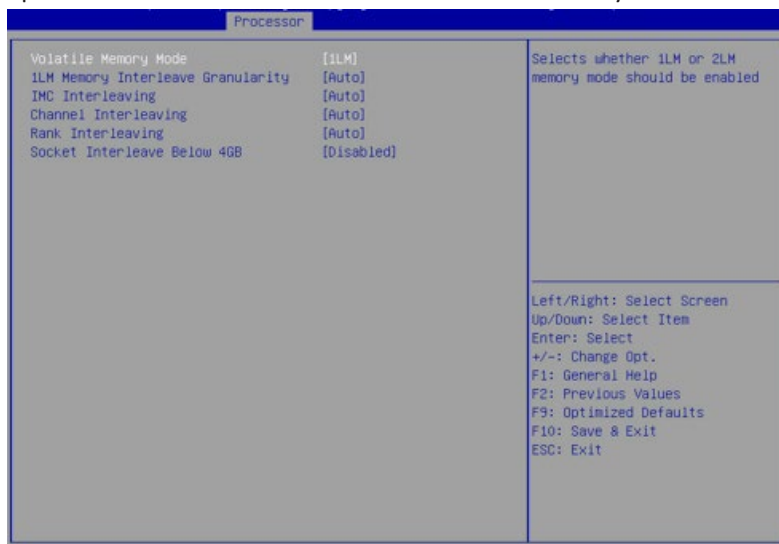 Processor
Volatile Memory Mode [1LM]
1LM Memory Interleave Granularity [Auto]
IMC Interleaving [Auto]
Channel Interleaving [Auto]
Rank Interleaving [Auto]
Socket Interleave Below 4GB [Disabled]
Selects whether 1LM or 2LM
memory mode should be enabled
Left/Right: Select Screen
Up/Down: Select Item
Enter: Select
+/-: Change Opt.
F1: General Help
F2: Previous Values
F9: Optimized Defaults
F10: Save & Exit
ESC: Exit